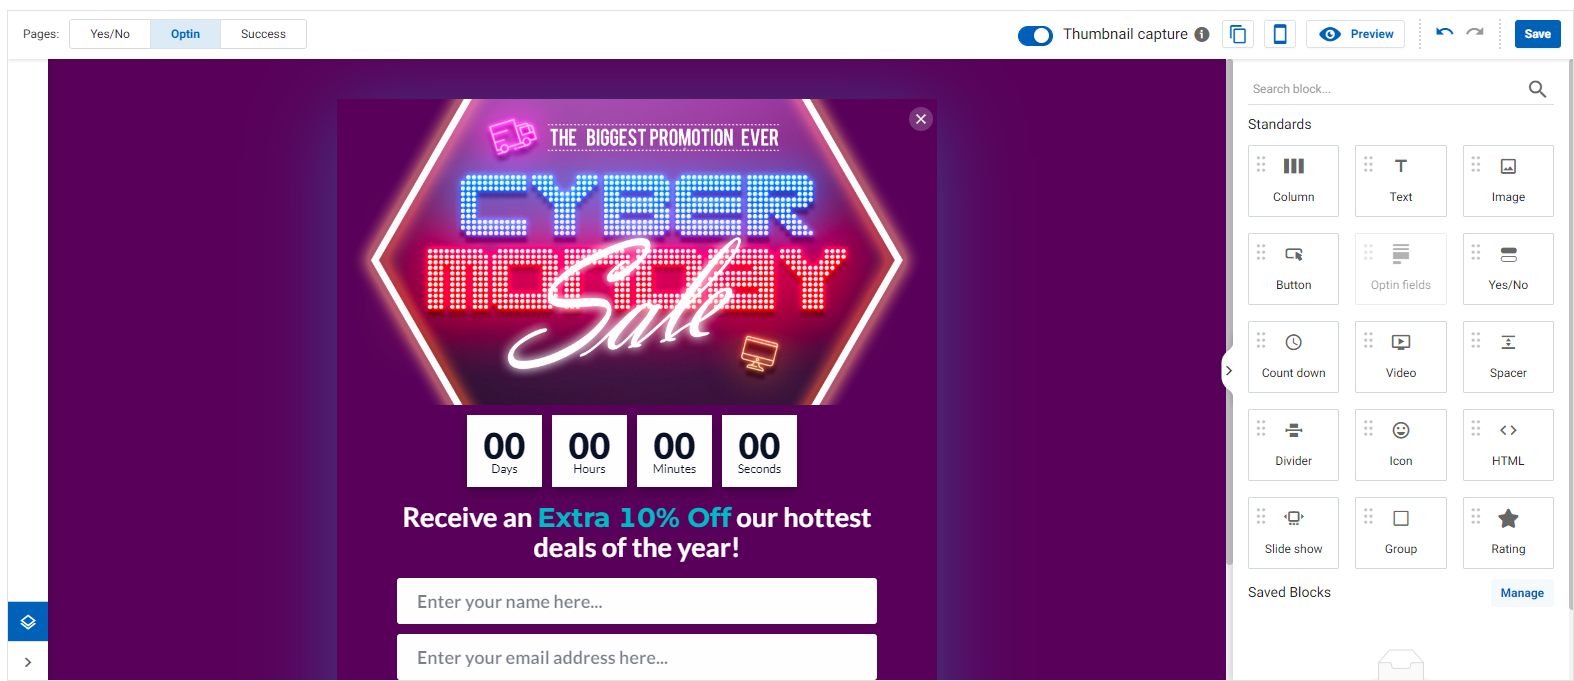 Pages: Yes/No Optin Success Thumbnail capture Preview Save
THE BIGGEST PROMOTION EVER
CYBER
MONDAY
Sale
00 00 00 00
Days Hours Minutes Seconds
Receive an Extra 10% Off our hottest
deals of the year!
Enter your name here...
Enter your email address here...
Search block...
Standards
Column Text Image
Button Optin fields Yes/No
Count down Video Spacer
Divider Icon HTML
Slide show Group Rating
Saved Blocks Manage